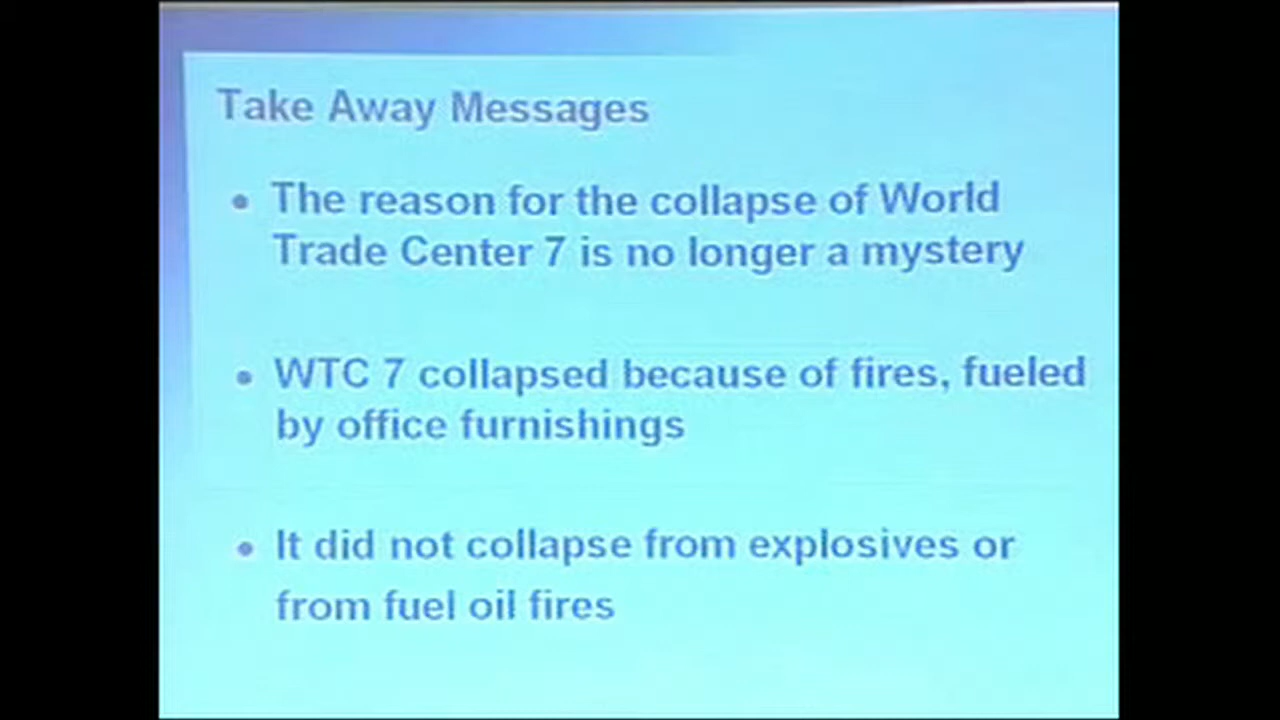 Take Away Messages
• The reason for the collapse of World
Trade Center 7 is no longer a mystery
• WTC 7 collapsed because of fires, fueled
by office furnishings
• It did not collapse from explosives or
from fuel oil fires